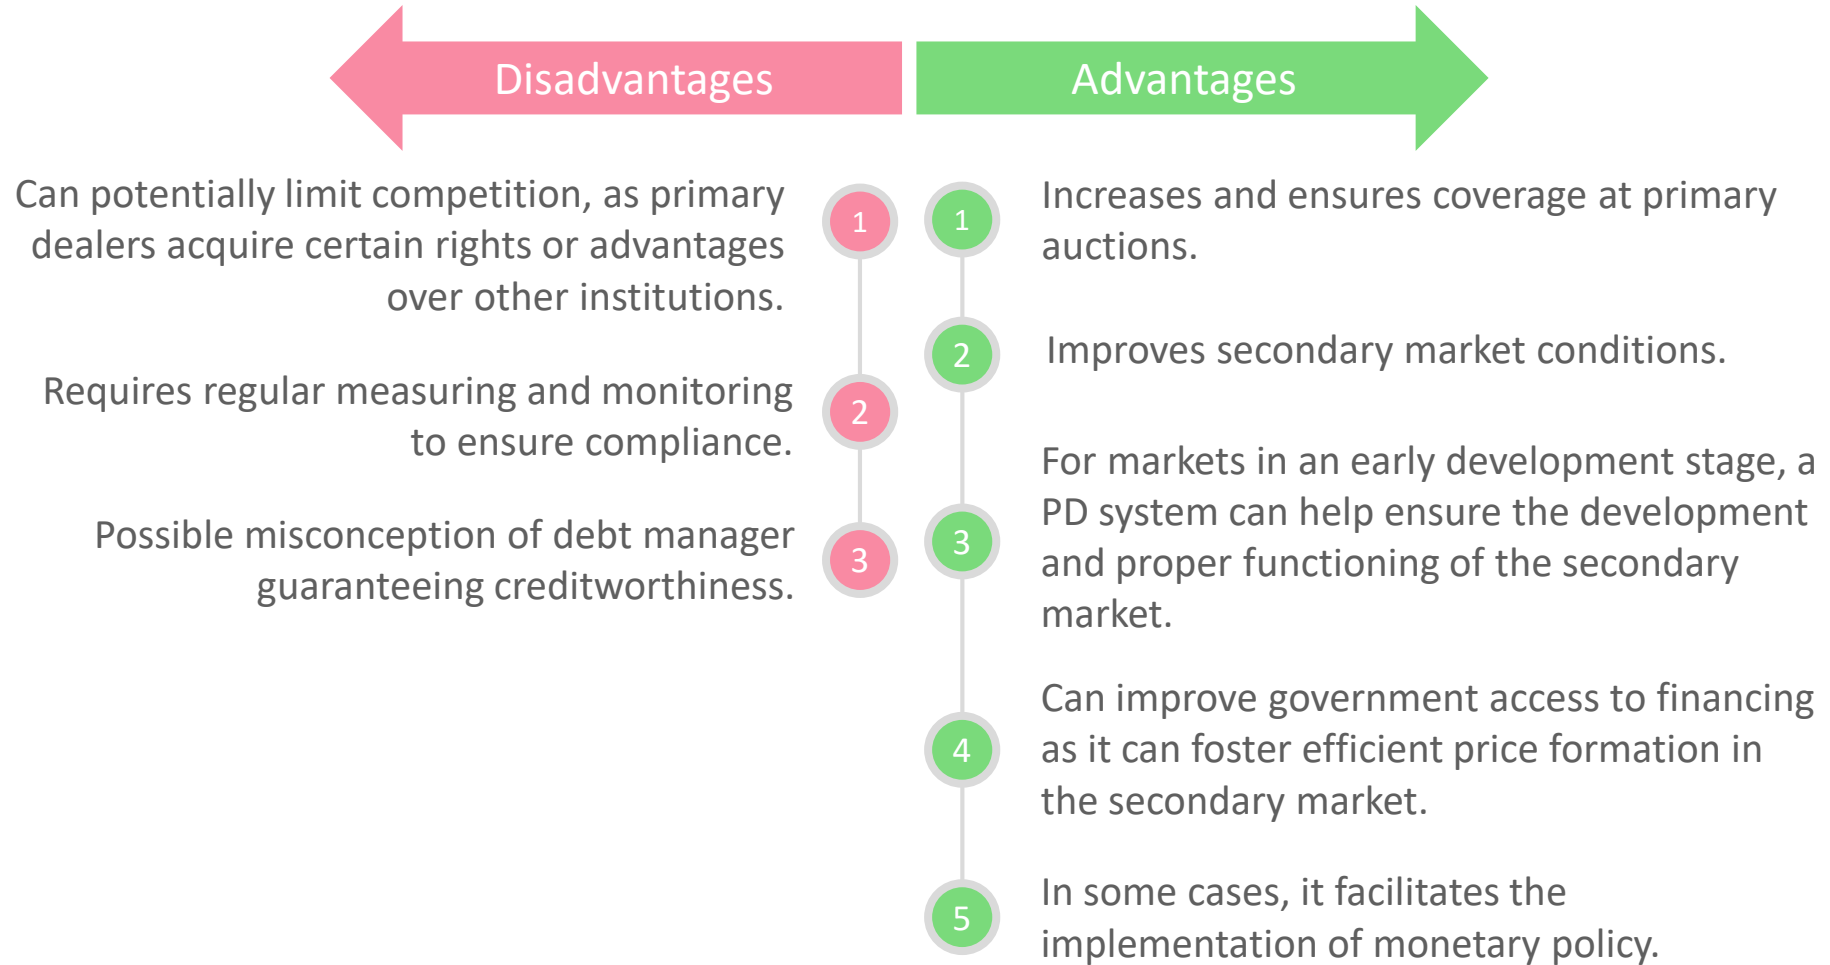 Disadvantages
Can potentially limit competition, as primary
dealers acquire certain rights or advantages
over other institutions.
1
Requires regular measuring and monitoring
to ensure compliance.
2
Possible misconception of debt manager
guaranteeing creditworthiness.
3
Advantages
1
Increases and ensures coverage at primary
auctions.
2
Improves secondary market conditions.
3
For markets in an early development stage, a
PD system can help ensure the development
and proper functioning of the secondary
market.
4
Can improve government access to financing
as it can foster efficient price formation in
the secondary market.
5
In some cases, it facilitates the
implementation of monetary policy.